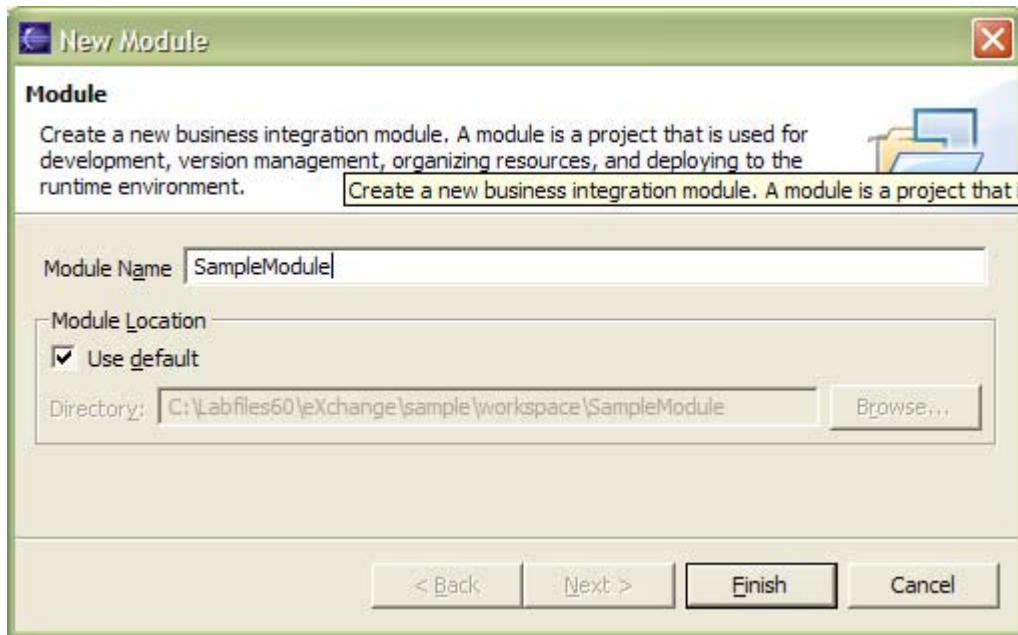 New Module
Module
Create a new business integration module. A module is a project that is used for
development, version management, organizing resources, and deploying to the
runtime environment.
Create a new business integration module. A module is a project that i
Module Name SampleModule
Module Location
Use default
Directory: C:\Labfiles60\eXchange\sample\workspace\SampleModule Browse...
< Back Next > Finish Cancel